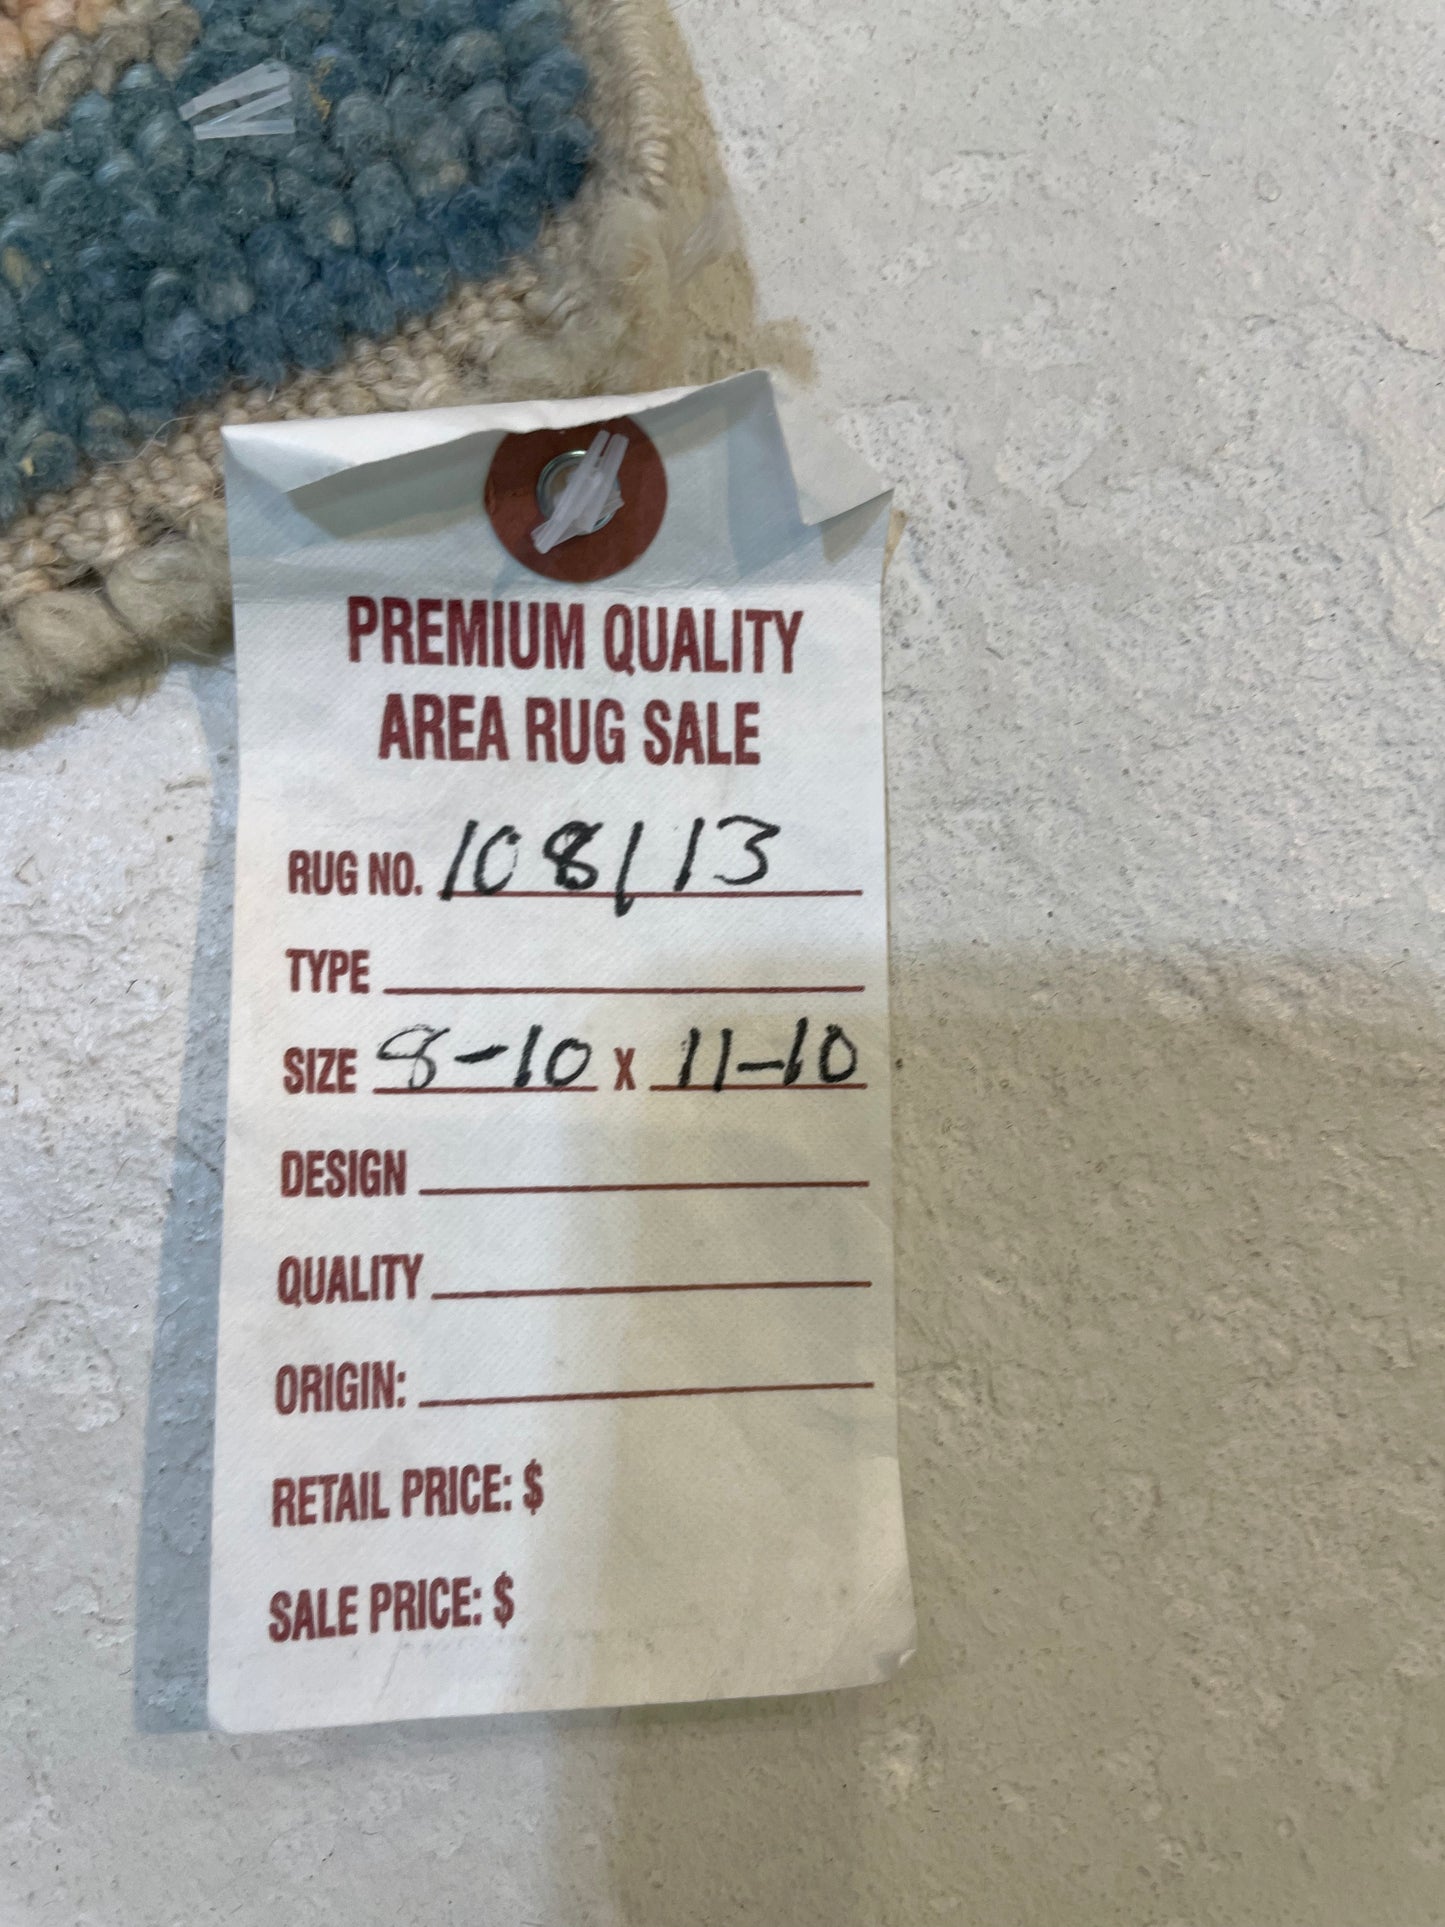 PREMIUM QUALITY
AREA RUG SALE
RUG NO. 108113
TYPE
SIZE 8-10 X 11-10
DESIGN
QUALITY
ORIGIN:
RETAIL PRICE: $
SALE PRICE: $